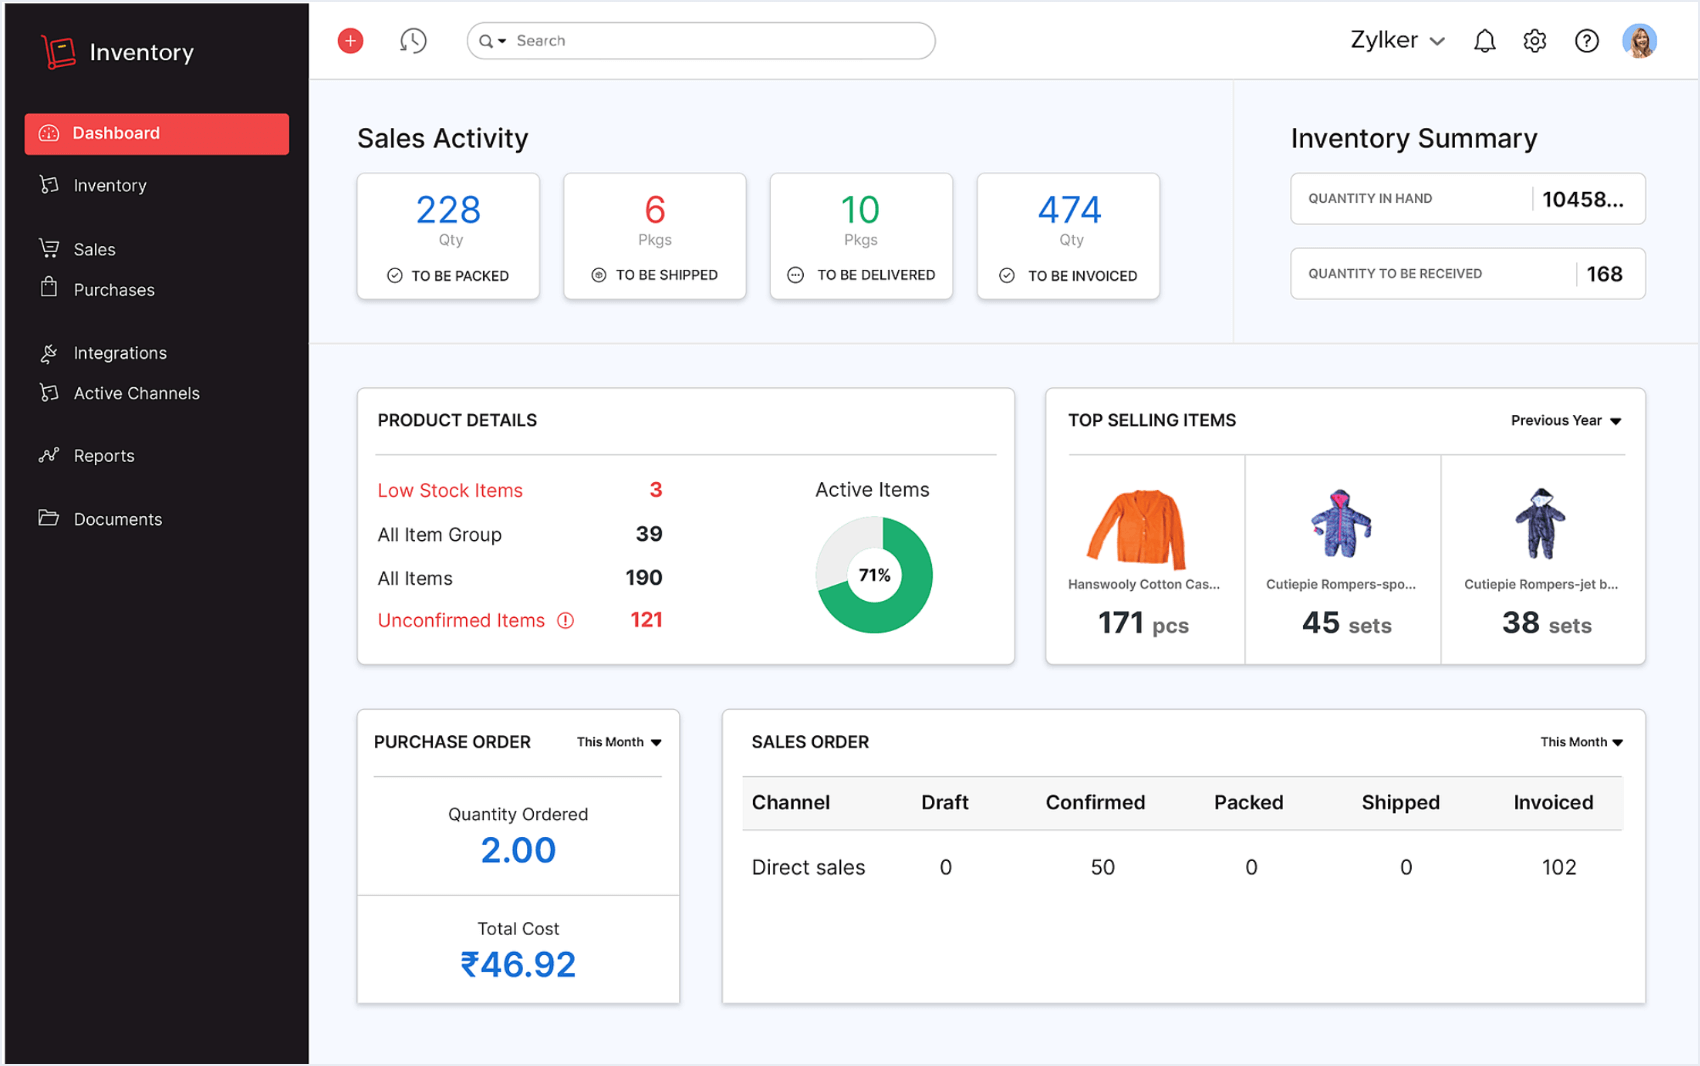 Inventory
Search
Zylker
Dashboard
Inventory
Sales
Purchases
Integrations
Active Channels
Reports
Documents
Sales Activity
228
Qty
TO BE PACKED
6
Pkgs
TO BE SHIPPED
10
Pkgs
TO BE DELIVERED
474
Qty
TO BE INVOICED
Inventory Summary
QUANTITY IN HAND 10458...
QUANTITY TO BE RECEIVED 168
PRODUCT DETAILS
Low Stock Items 3
All Item Group 39
All Items 190
Unconfirmed Items 121
Active Items
71%
TOP SELLING ITEMS Previous Year
Hanswooly Cotton Cas...
171 pcs
Cutiepie Rompers-spo...
45 sets
Cutiepie Rompers-jet b...
38 sets
PURCHASE ORDER This Month
Quantity Ordered
2.00
Total Cost
₹46.92
SALES ORDER This Month
Channel Draft Confirmed Packed Shipped Invoiced
Direct sales 0 50 0 0 102